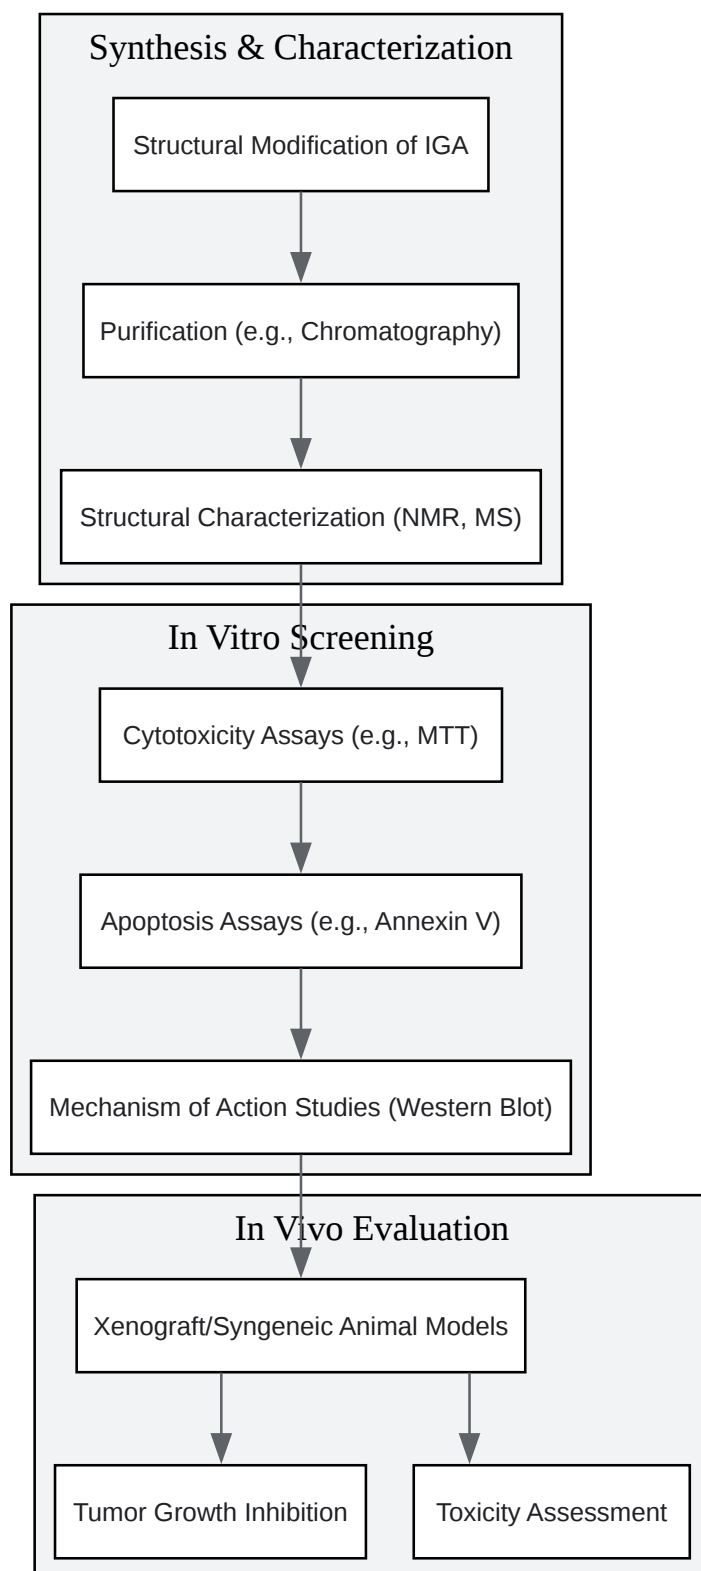 Synthesis & Characterization
Structural Modification of IGA
Purification (e.g., Chromatography)
Structural Characterization (NMR, MS)
In Vitro Screening
Cytotoxicity Assays (e.g., MTT)
Apoptosis Assays (e.g., Annexin V)
Mechanism of Action Studies (Western Blot)
In Vivo Evaluation
Xenograft/Syngeneic Animal Models
Tumor Growth Inhibition
Toxicity Assessment